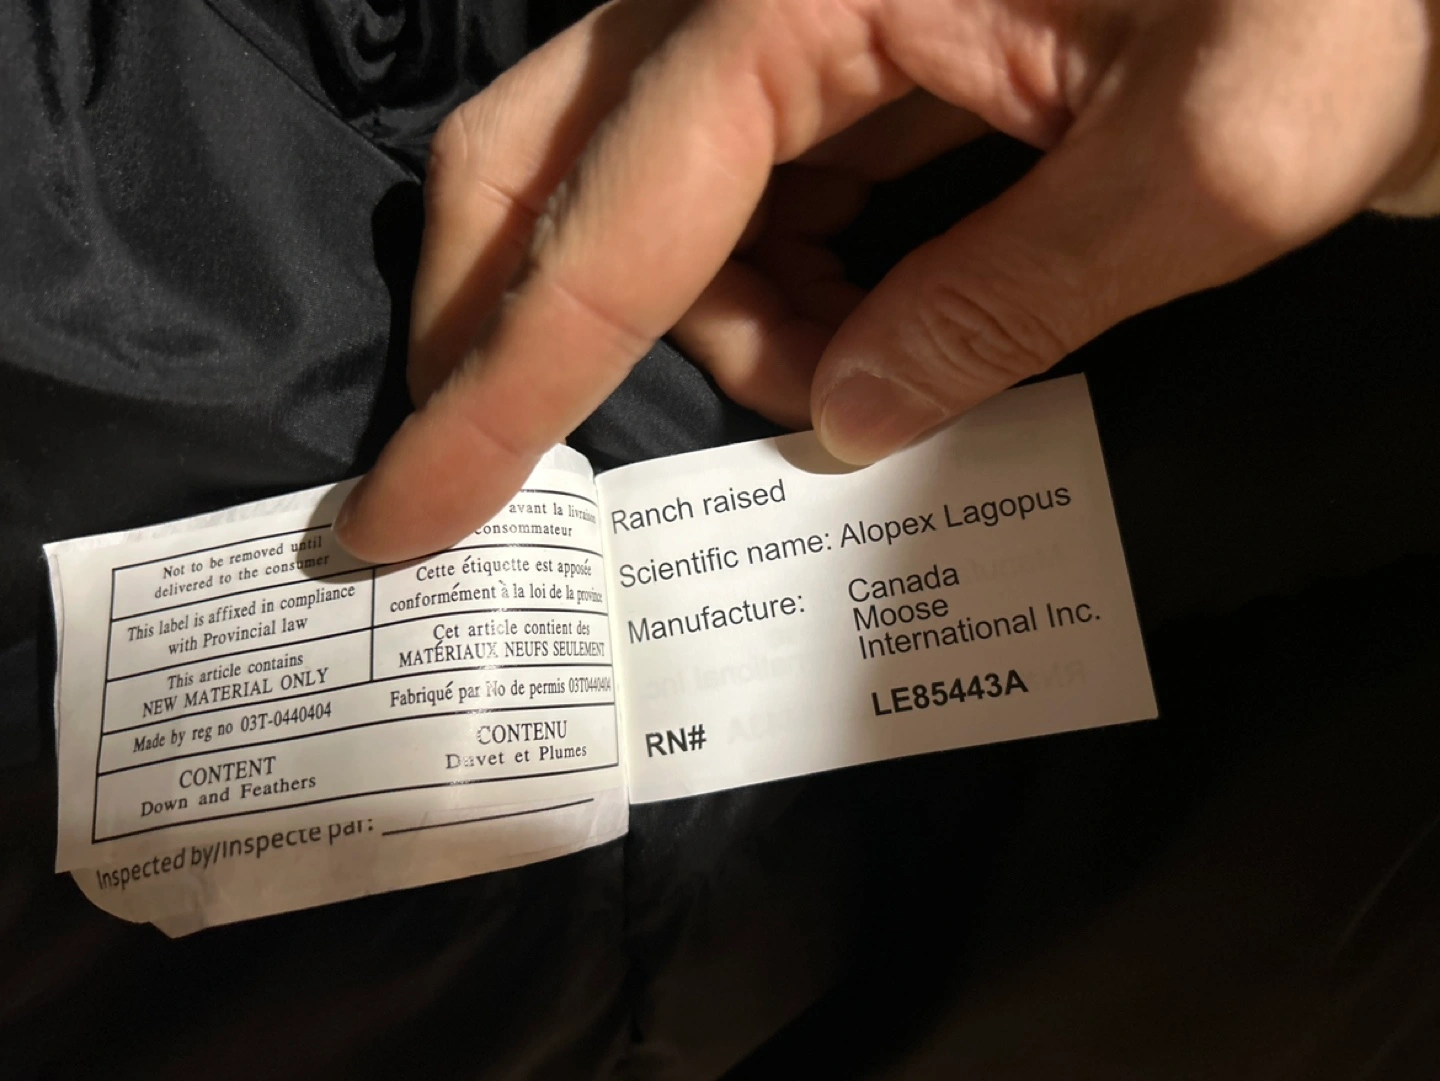 Not to be removed until
delivered to the consumer
This label is affixed in compliance
with Provincial law
This article contains
NEW MATERIAL ONLY
Made by reg no 03T-0440404
CONTENT
Down and Feathers
avant la livraison
consommateur
Cette étiquette est apposée
conformément à la loi de la province
Cet article contient des
MATÉRIAUX NEUFS SEULEMENT
Fabriqué par No de permis 03T0440404
CONTENU
Duvet et Plumes
Inspected by/Inspecte par:
Ranch raised
Scientific name: Alopex Lagopus
Manufacture: Canada
Moose
International Inc.
LE85443A
RN#